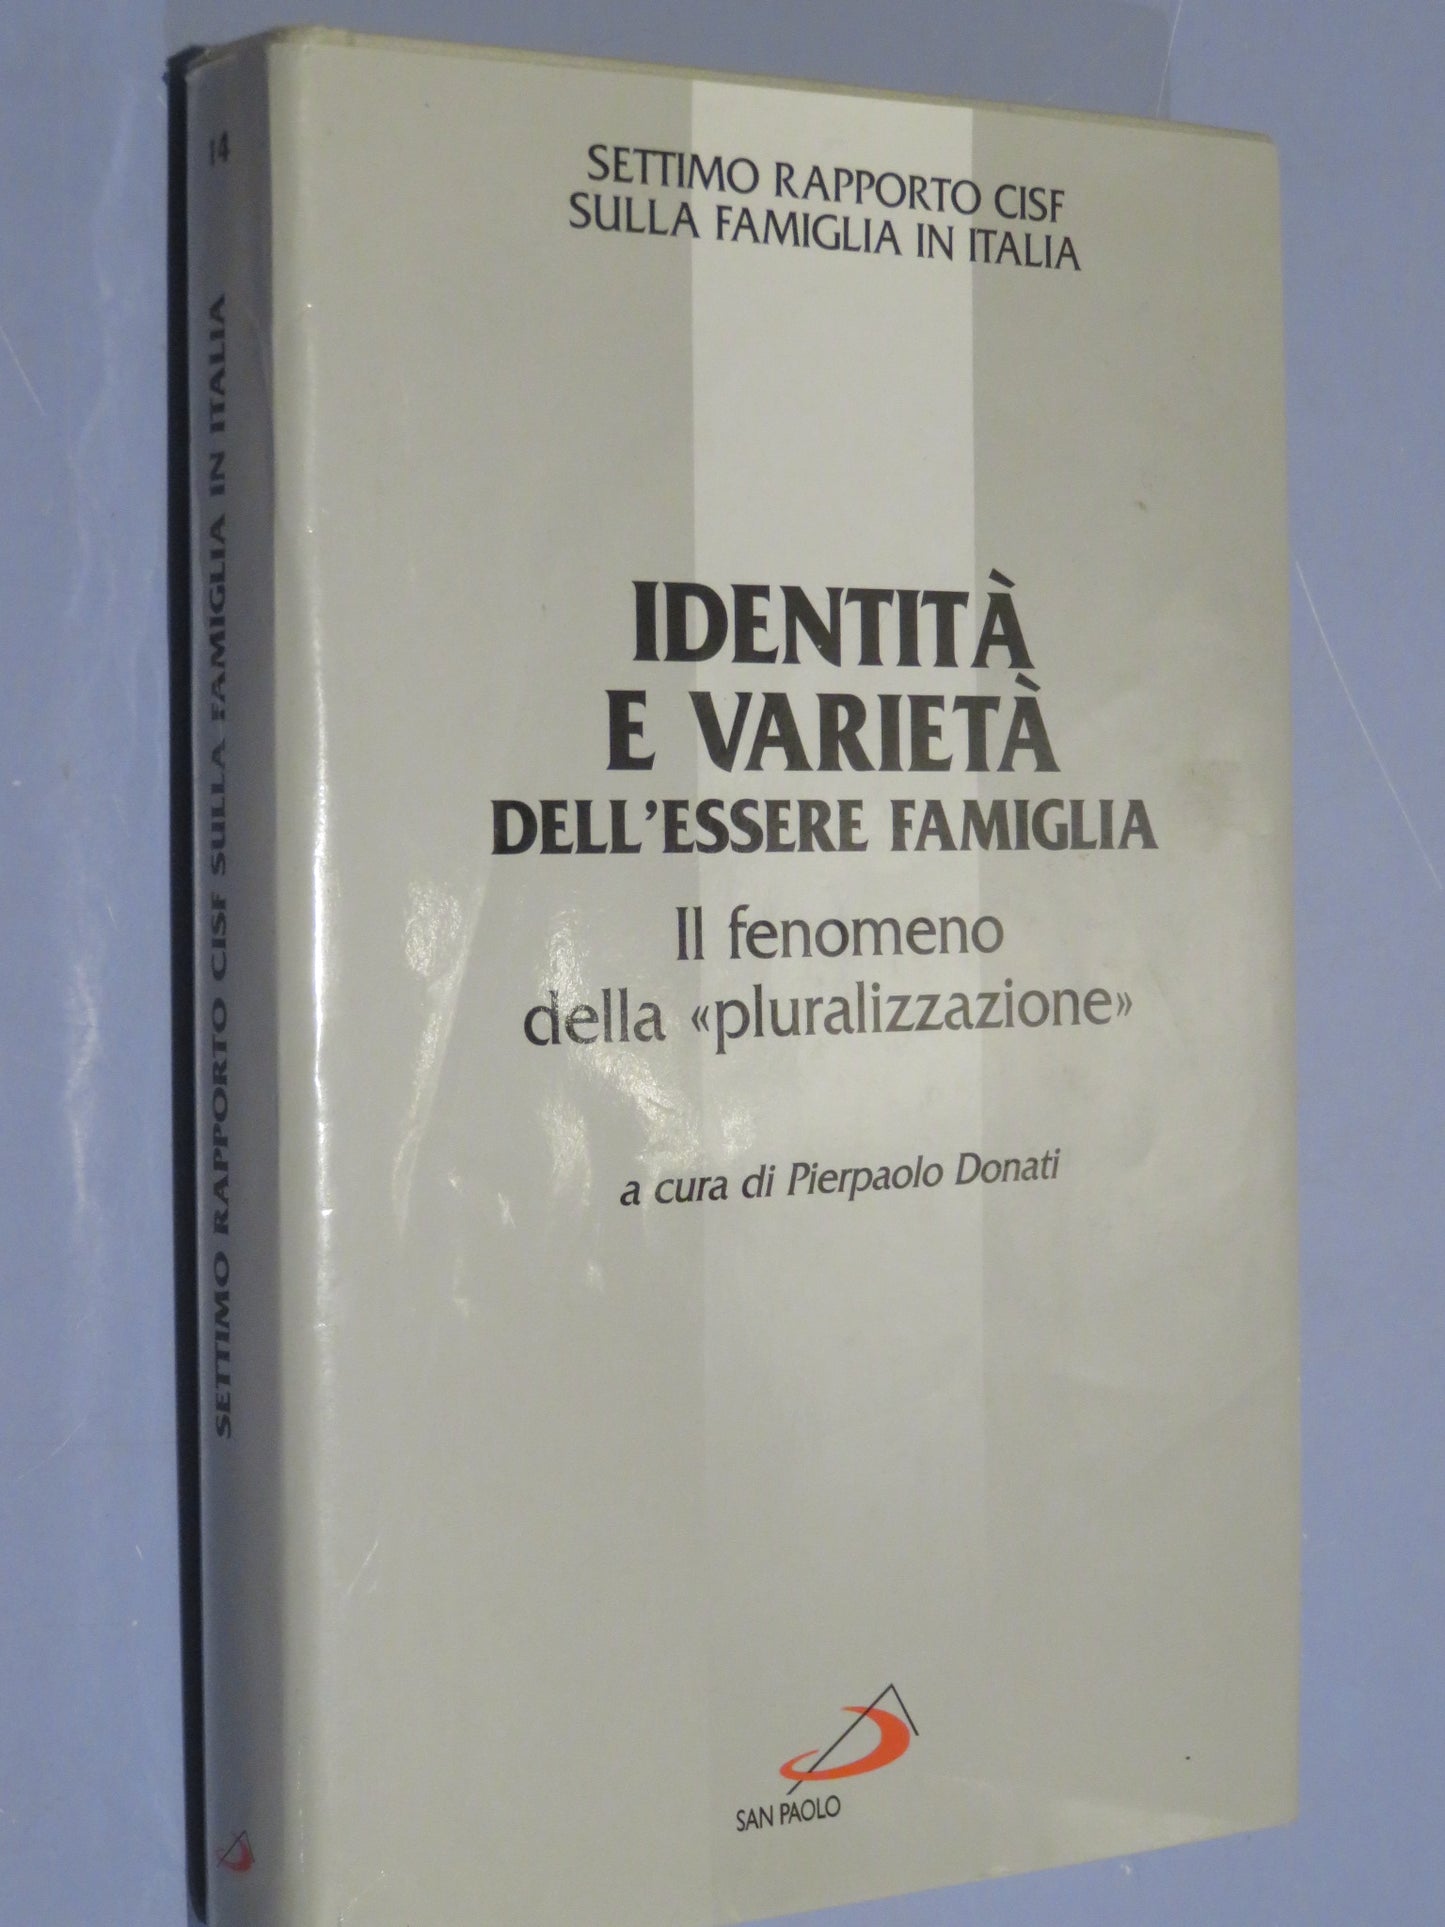 14
SETTIMO RAPPORTO CISF SULLA FAMIGLIA IN ITALIA
SETTIMO RAPPORTO CISF
SULLA FAMIGLIA IN ITALIA
IDENTITÀ
E VARIETÀ
DELL'ESSERE FAMIGLIA
Il fenomeno
della «pluralizzazione»
a cura di Pierpaolo Donati
SAN PAOLO